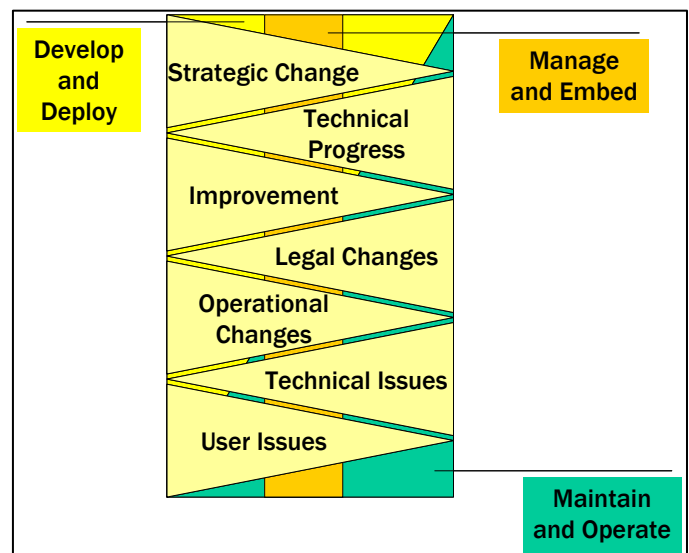 Develop
and
Deploy
Manage
and Embed
Strategic Change
Technical
Progress
Improvement
Legal Changes
Operational
Changes
Technical Issues
User Issues
Maintain
and Operate